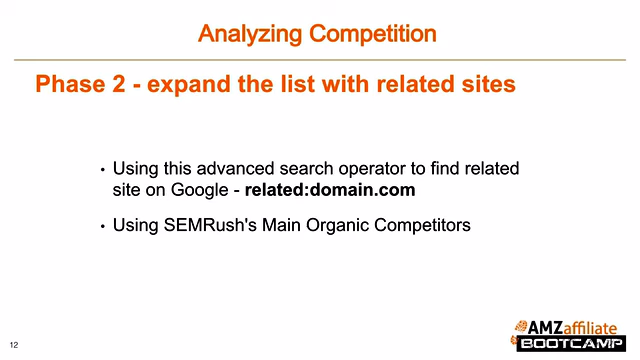 Analyzing Competition
Phase 2 - expand the list with related sites
• Using this advanced search operator to find related
site on Google - related:domain.com
• Using SEMRush's Main Organic Competitors
12
AMZaffiliate
BOOTCAMP